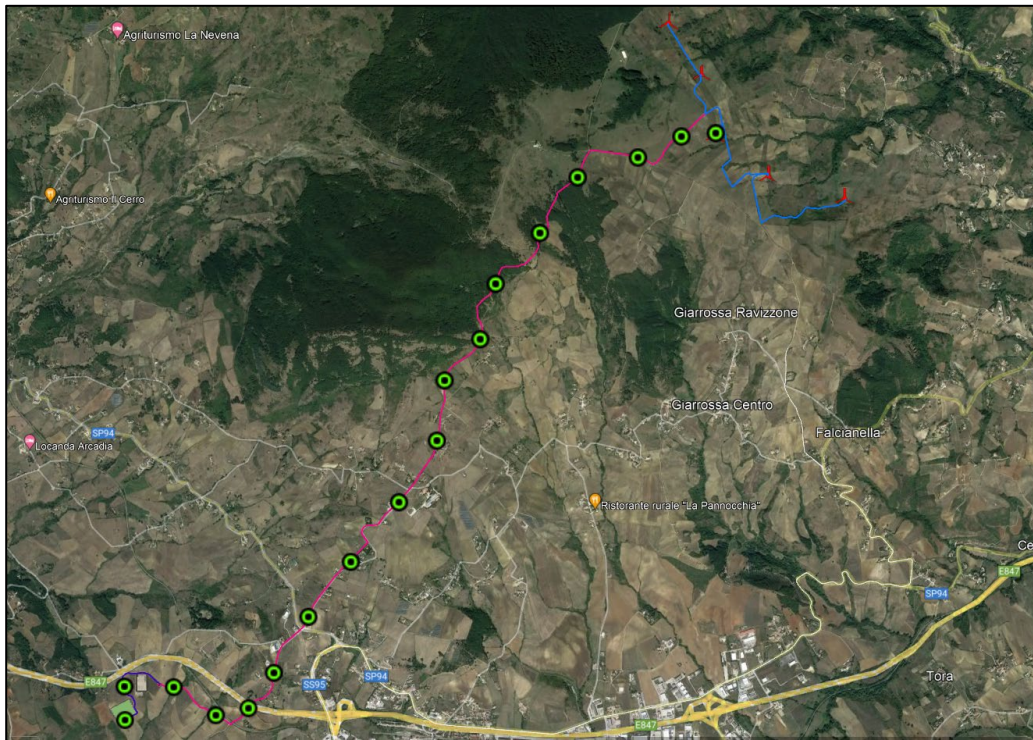 Agriturismo La Nevena
Agriturismo Il Cerro
Giarrossa Ravizzone
Giarrossa Centro
SP94
Falcianella
Locanda Arcadia
Ristorante rurale "La Pannocchia"
Ce
E847
SP94
E847
SS95
SP94
Tora
E847